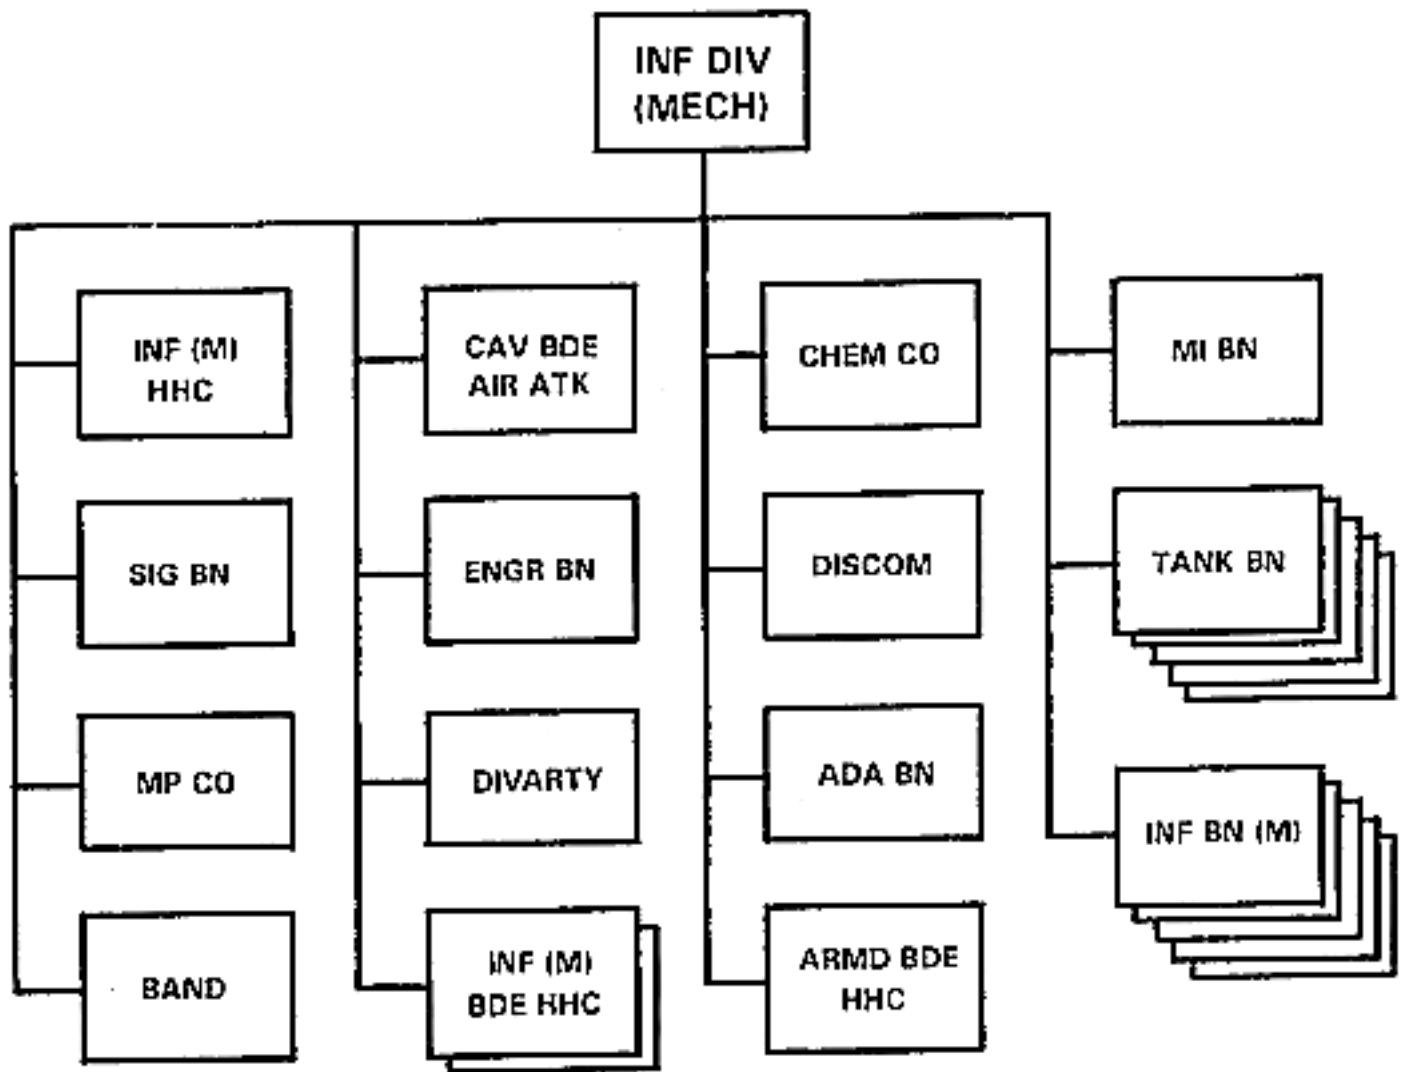 INF DIV
(MECH)
INF (M)
HHC
CAV BDE
AIR ATK
CHEM CO
MI BN
SIG BN
ENGR BN
DISCOM
TANK BN
MP CO
DIVARTY
ADA BN
INF BN (M)
BAND
INF (M)
BDE HHC
ARMD BDE
HHC